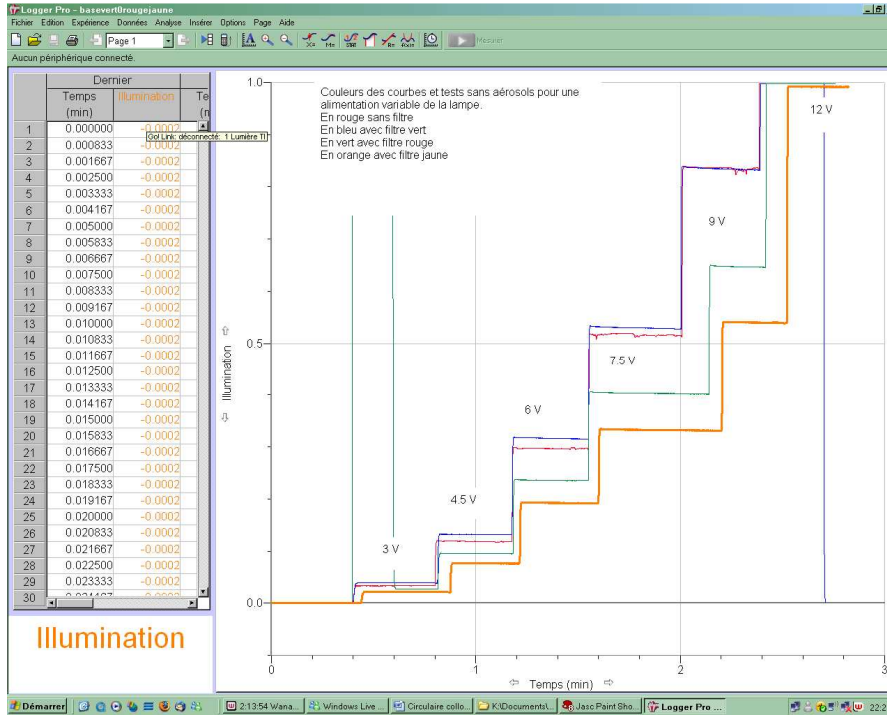 Logger Pro - basevert0rougejaune
Fichier Edition Expérience Données Analyse Insérer Options Page Aide
Page 1
Mesurer
Aucun périphérique connecté.
Dernier
Temps Illumination Te
(min) (n
1 0.000000 -0.0002
Go! Link: déconnecté: 1 Lumière TI
2 0.000833 -0.0002
3 0.001667 -0.0002
4 0.002500 -0.0002
5 0.003333 -0.0002
6 0.004167 -0.0002
7 0.005000 -0.0002
8 0.005833 -0.0002
9 0.006667 -0.0002
10 0.007500 -0.0002
11 0.008333 -0.0002
12 0.009167 -0.0002
13 0.010000 -0.0002
14 0.010833 -0.0002
15 0.011667 -0.0002
16 0.012500 -0.0002
17 0.013333 -0.0002
18 0.014167 -0.0002
19 0.015000 -0.0002
20 0.015833 -0.0002
21 0.016667 -0.0002
22 0.017500 -0.0002
23 0.018333 -0.0002
24 0.019167 -0.0002
25 0.020000 -0.0002
26 0.020833 -0.0002
27 0.021667 -0.0002
28 0.022500 -0.0002
29 0.023333 -0.0002
30
Illumination
Couleurs des courbes et tests sans aérosols pour une
alimentation variable de la lampe.
En rouge sans filtre
En bleu avec filtre vert
En vert avec filtre rouge
En orange avec filtre jaune
1.0
12 V
9 V
0.5
7.5 V
6 V
4.5 V
3 V
0.0
Illumination
0 1 2 3
Temps (min)
Démarrer
2:13:54 Wana...
Windows Live ...
Circulaire collo...
K:\Documents\...
Jasc Paint Sho...
Logger Pro ...